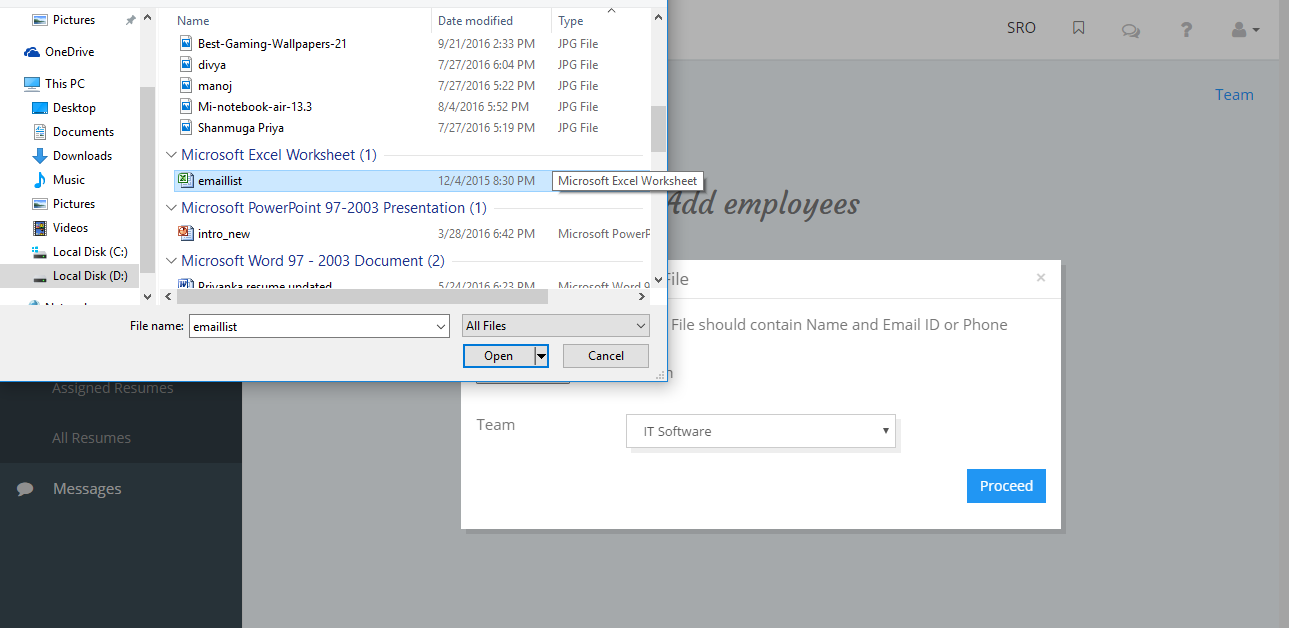 Pictures
OneDrive
This PC
Desktop
Documents
Downloads
Music
Pictures
Videos
Local Disk (C:)
Local Disk (D:)
Name Date modified Type
Best-Gaming-Wallpapers-21 9/21/2016 2:33 PM JPG File
divya 7/27/2016 6:04 PM JPG File
manoj 7/27/2016 5:22 PM JPG File
Mi-notebook-air-13.3 8/4/2016 5:52 PM JPG File
Shanmuga Priya 7/27/2016 5:19 PM JPG File
Microsoft Excel Worksheet (1)
emaillist 12/4/2015 8:30 PM Microsoft Excel Worksheet
Microsoft PowerPoint 97-2003 Presentation (1)
intro_new 3/28/2016 6:42 PM Microsoft PowerP
Microsoft Word 97 - 2003 Document (2)
Priyanka resume updated 5/24/2016 6:23 PM Microsoft Word 9
File name: emaillist All Files
Open Cancel
SRO ?
Team
Add employees
File ×
File should contain Name and Email ID or Phone
Team IT Software
Proceed
Assigned Resumes
All Resumes
Messages